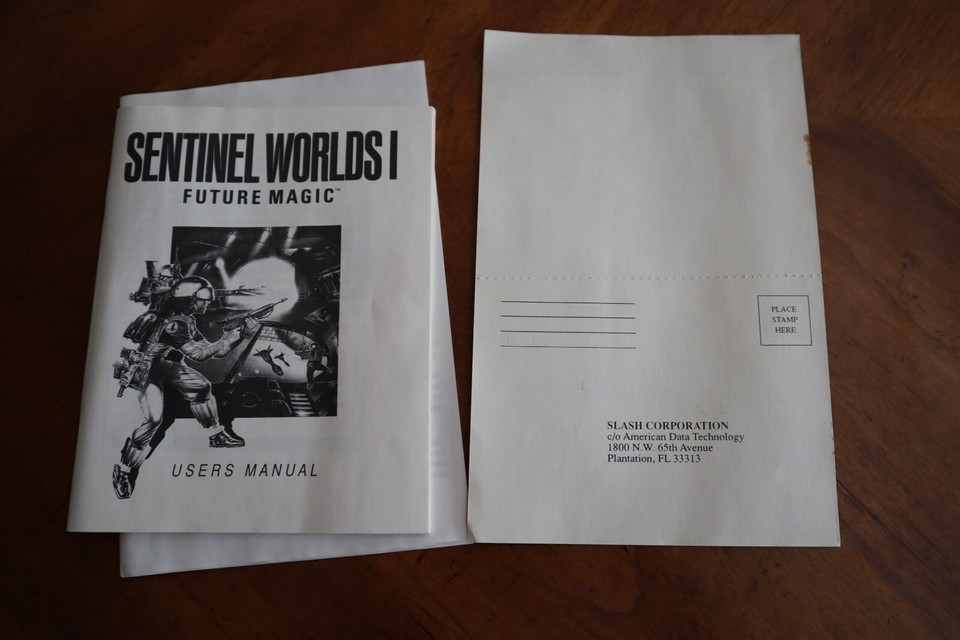 SENTINEL WORLDS I
FUTURE MAGIC™
USERS MANUAL
PLACE
STAMP
HERE
SLASH CORPORATION
c/o American Data Technology
1800 N.W. 65th Avenue
Plantation, FL 33313